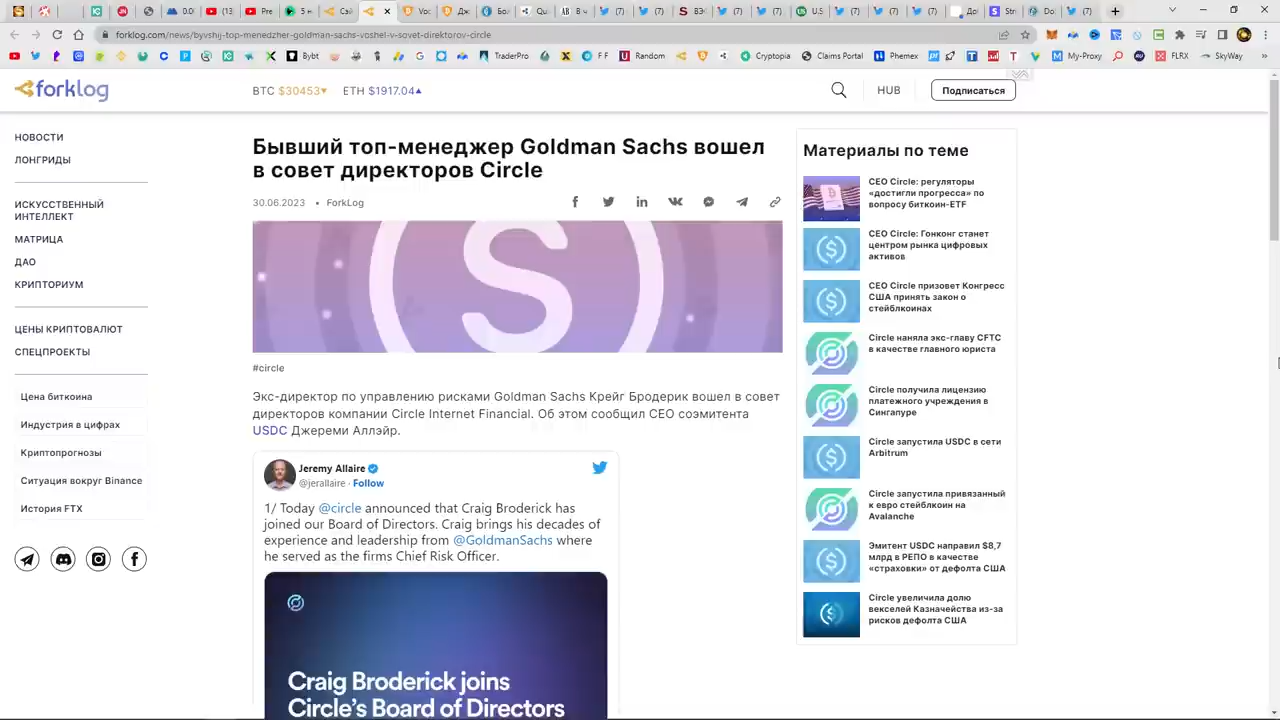 forklog.com/news/byvshij-top-menedzher-goldman-sachs-voshel-v-sovet-direktorov-circle
Bybt
TraderPro
Random
Cryptopia
Claims Portal
Phemex
My-Proxy
FLRX
SkyWay
forklog
BTC $30453▾ ETH $1917.04▴
HUB
Подписаться
НОВОСТИ
ЛОНГРИДЫ
ИСКУССТВЕННЫЙ
ИНТЕЛЛЕКТ
МАТРИЦА
ДАО
КРИПТОРИУМ
ЦЕНЫ КРИПТОВАЛЮТ
СПЕЦПРОЕКТЫ
Цена биткоина
Индустрия в цифрах
Криптопрогнозы
Ситуация вокруг Binance
История FTX
Бывший топ-менеджер Goldman Sachs вошел
в совет директоров Circle
30.06.2023 • ForkLog
#circle
Экс-директор по управлению рисками Goldman Sachs Крейг Бродерик вошел в совет
директоров компании Circle Internet Financial. Об этом сообщил CEO соэмитента
USDC Джереми Аллэйр.
Jeremy Allaire
@jerallaire · Follow
1/ Today @circle announced that Craig Broderick has
joined our Board of Directors. Craig brings his decades of
experience and leadership from @GoldmanSachs where
he served as the firms Chief Risk Officer.
Craig Broderick joins
Circle's Board of Directors
Материалы по теме
CEO Circle: регуляторы
«достигли прогресса» по
вопросу биткоин-ETF
CEO Circle: Гонконг станет
центром рынка цифровых
активов
CEO Circle призовет Конгресс
США принять закон о
стейблкоинах
Circle наняла экс-главу CFTC
в качестве главного юриста
Circle получила лицензию
платежного учреждения в
Сингапуре
Circle запустила USDC в сети
Arbitrum
Circle запустила привязанный
к евро стейблкоин на
Avalanche
Эмитент USDC направил $8,7
млрд в РЕПО в качестве
«страховки» от дефолта США
Circle увеличила долю
векселей Казначейства из-за
рисков дефолта США